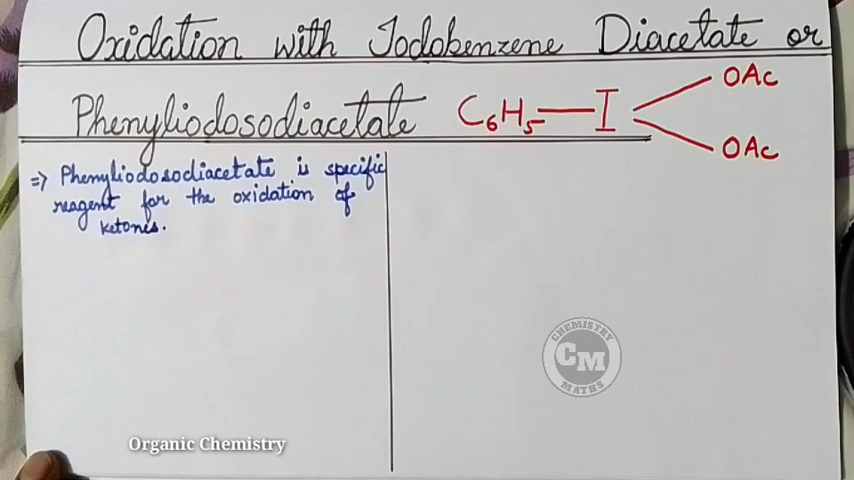 Oxidation with Iodobenzene Diacetate or
Phenyliodosodiacetate C6H5—I OAc
OAc
=> Phenyliodosodiacetate is specific
reagent for the oxidation of
ketones.
CHEMISTRY
CM
MATHS
Organic Chemistry